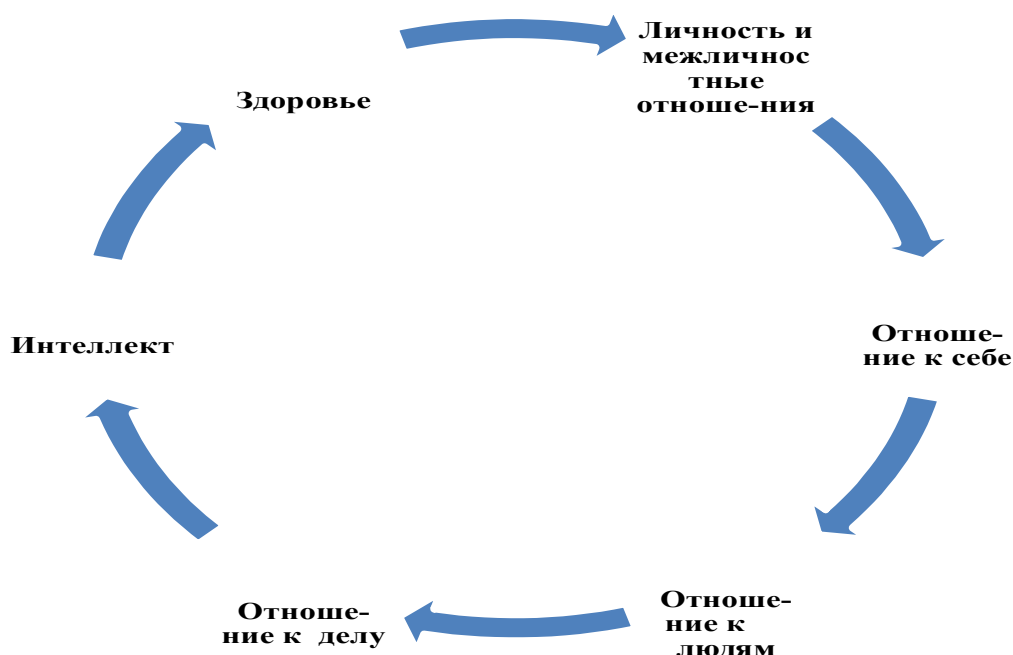 Личность и
межличнос
тные
отноше-ния
Здоровье
Отноше-
ние к себе
Интеллект
Отноше-
ние к
людям
Отноше-
ние к делу